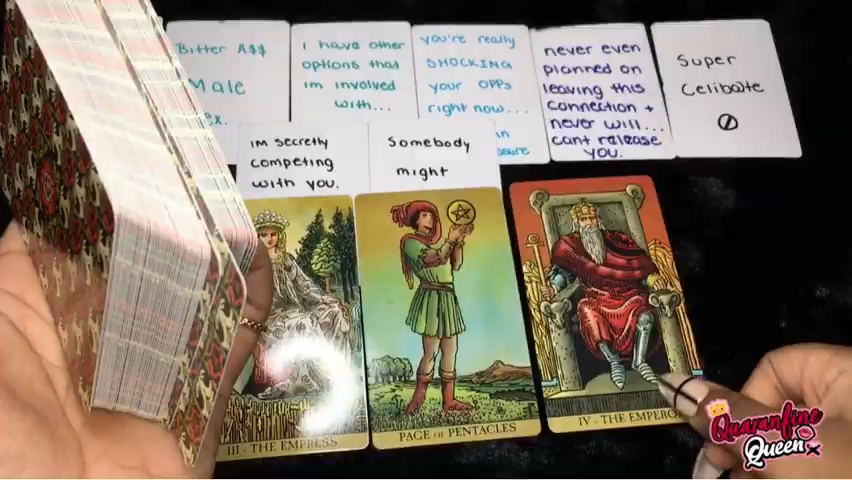 Bitter A$$
Male
ex.
I have other
options that
im involved
with...
you're really
SHOCKING
your OPPs
right now...
never even
planned on
leaving this
connection +
never will...
cant release
you.
Super
Celibate
im secretly
competing
with you.
Somebody
might
III - THE EMPRESS
PAGE OF PENTACLES
IV - THE EMPEROR
Quaranfine
Queen